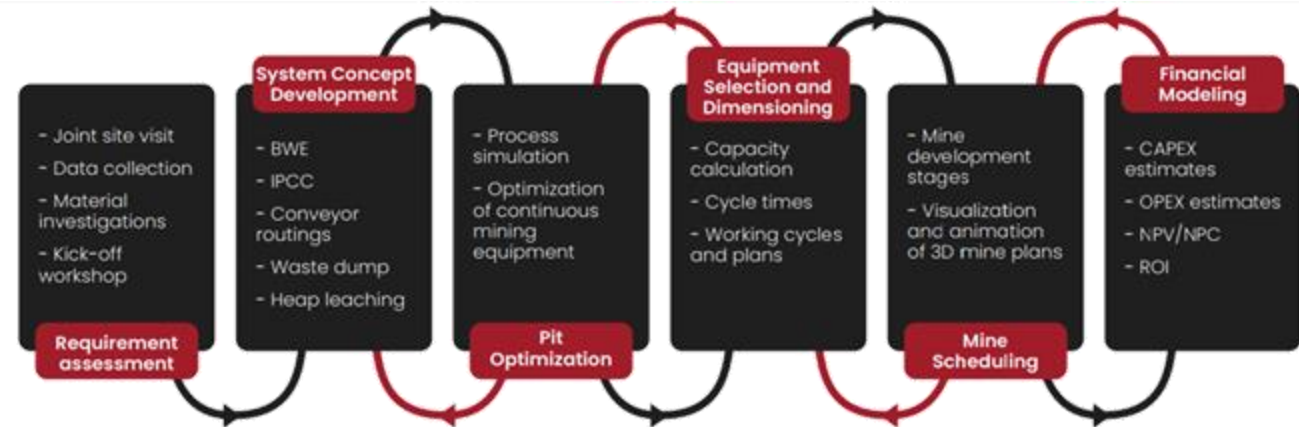 - Joint site visit
- Data collection
- Material
investigations
- Kick-off
workshop
Requirement
assessment
System Concept
Development
- BWE
- IPCC
- Conveyor
routings
- Waste dump
- Heap leaching
- Process
simulation
- Optimization
of continuous
mining
equipment
Pit
Optimization
Equipment
Selection and
Dimensioning
- Capacity
calculation
- Cycle times
- Working cycles
and plans
- Mine
development
stages
- Visualization
and animation
of 3D mine plans
Mine
Scheduling
Financial
Modeling
- CAPEX
estimates
- OPEX estimates
- NPV/NPC
- ROI